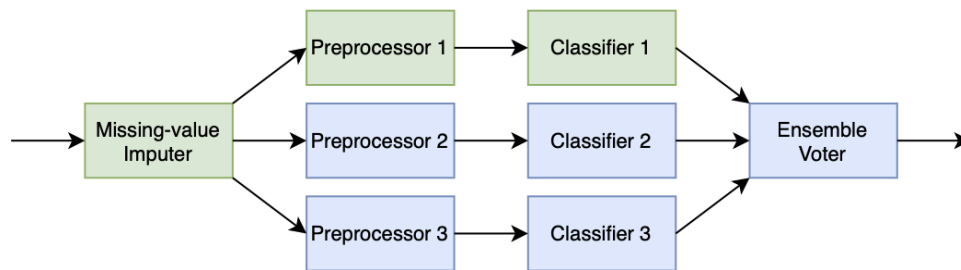 Preprocessor 1
Classifier 1
Missing-value
Imputer
Preprocessor 2
Classifier 2
Ensemble
Voter
Preprocessor 3
Classifier 3